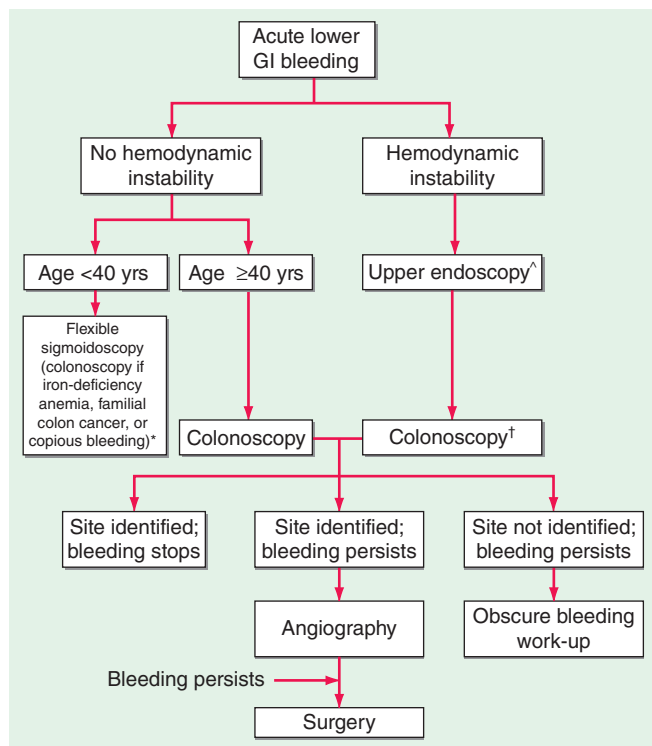 Acute lower
GI bleeding
No hemodynamic
instability
Hemodynamic
instability
Age <40 yrs
Age ≥40 yrs
Upper endoscopy^
Flexible
sigmoidoscopy
(colonoscopy if
iron-deficiency
anemia, familial
colon cancer, or
copious bleeding)*
Colonoscopy
Colonoscopy†
Site identified;
bleeding stops
Site identified;
bleeding persists
Site not identified;
bleeding persists
Angiography
Obscure bleeding
work-up
Bleeding persists
Surgery